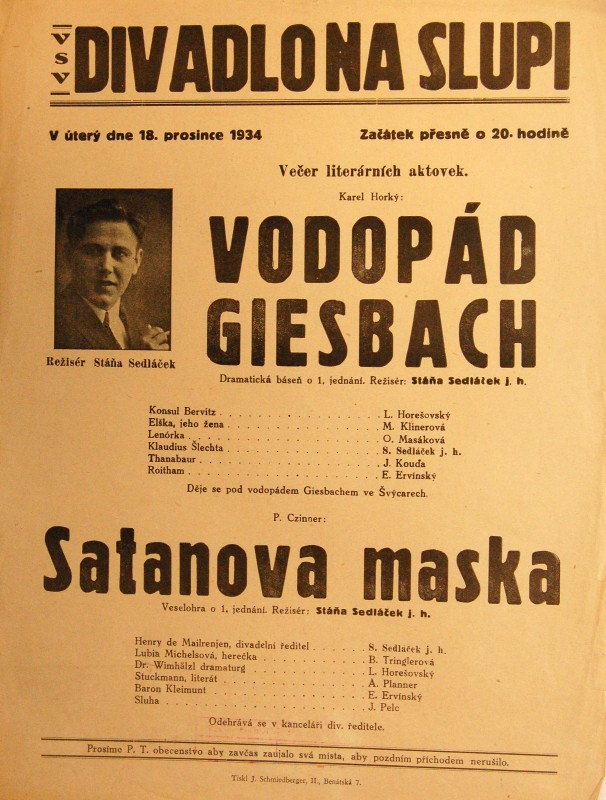 VSV DIVADLO NA SLUPI
V úterý dne 18. prosince 1934 Začátek přesně o 20. hodině
Večer literárních aktovek.
Karel Horký:
VODOPÁD
GIESBACH
Režisér Stáňa Sedláček
Dramatická báseň o 1. jednání. Režisér: Stáňa Sedláček j. h.
Konsul Bervitz . . . . . . . . . . . . . . . . L. Horešovský
Elška, jeho žena . . . . . . . . . . . . . . . M. Klinerová
Lenórka . . . . . . . . . . . . . . . . . . . O. Masáková
Klaudius Šlechta . . . . . . . . . . . . . . . S. Sedláček j. h.
Thanabaur . . . . . . . . . . . . . . . . . . J. Kouďa
Roitham . . . . . . . . . . . . . . . . . . . E. Ervínský
Děje se pod vodopádem Giesbachem ve Švýcarech.
P. Czinner:
Satanova maska
Veselohra o 1. jednání. Režisér: Stáňa Sedláček j. h.
Henry de Mailrenjen, divadelní ředitel . . . . . S. Sedlaček j. h.
Lubia Michelsová, herečka . . . . . . . . . . B. Tringlerová
Dr. Wimhälzl dramaturg . . . . . . . . . . . L. Horešovský
Stuckmann, literát . . . . . . . . . . . . . . A. Planner
Baron Kleimunt . . . . . . . . . . . . . . . E. Ervínský
Sluha . . . . . . . . . . . . . . . . . . . . J. Pelc
Odehrává se v kanceláři div. ředitele.
Prosíme P. T. obecenstvo aby zavčas zaujalo svá místa, aby pozdním příchodem nerušilo.
Tiskl J. Schmiedberger, II., Benátská 7.